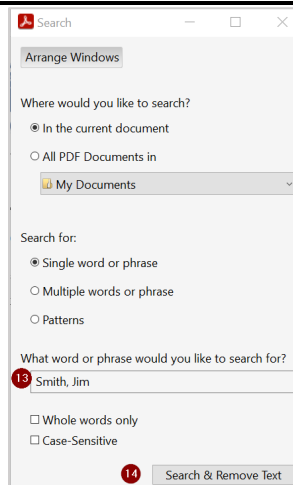 Search
Arrange Windows
Where would you like to search?
In the current document
All PDF Documents in
My Documents
Search for:
Single word or phrase
Multiple words or phrase
Patterns
What word or phrase would you like to search for?
13 Smith, Jim
Whole words only
Case-Sensitive
14 Search & Remove Text